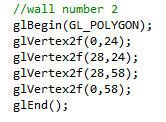 //wall number 2
glBegin(GL_POLYGON);
glVertex2f(0,24);
glVertex2f(28,24);
glVertex2f(28,58);
glVertex2f(0,58);
glEnd();